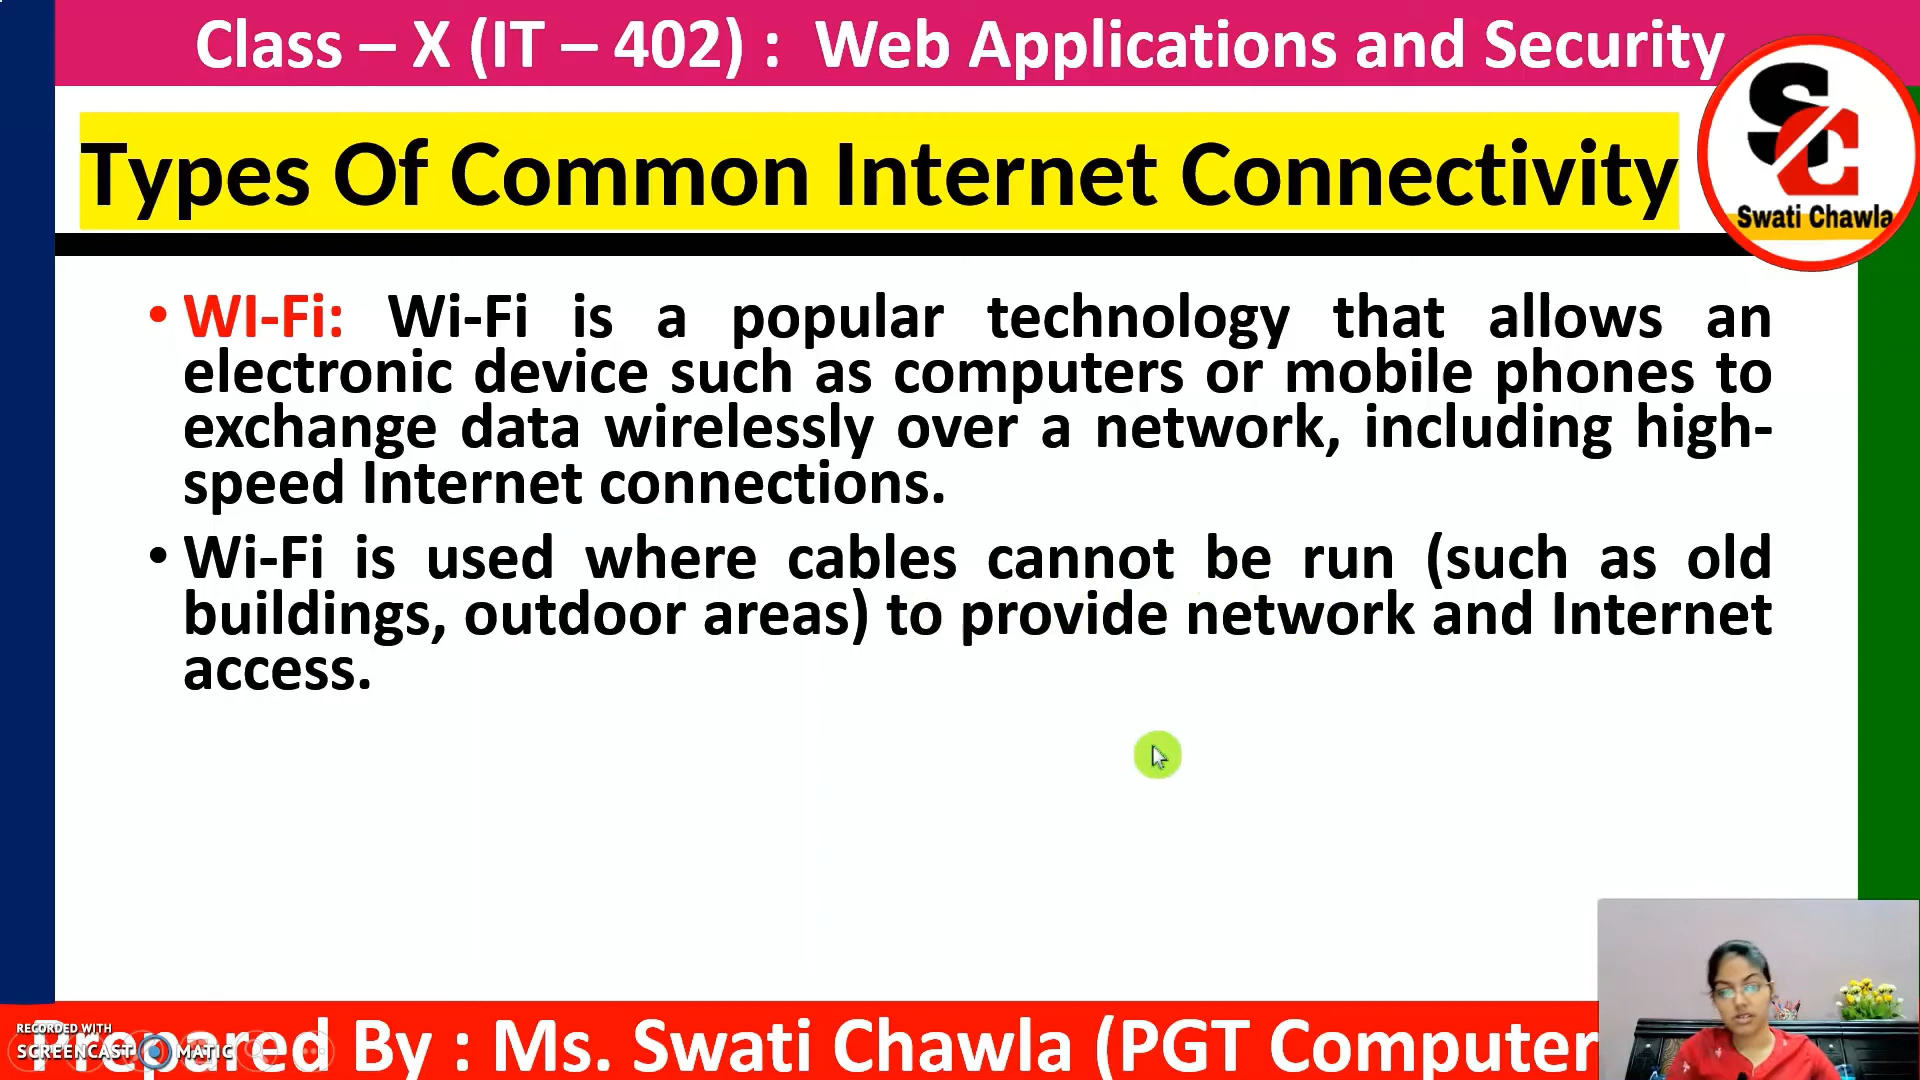 Class – X (IT – 402) : Web Applications and Security
Types Of Common Internet Connectivity
SC
Swati Chawla
• WI-Fi: Wi-Fi is a popular technology that allows an
electronic device such as computers or mobile phones to
exchange data wirelessly over a network, including high-
speed Internet connections.
• Wi-Fi is used where cables cannot be run (such as old
buildings, outdoor areas) to provide network and Internet
access.
Prepared By : Ms. Swati Chawla (PGT Computer
RECORDED WITH
SCREENCAST MATIC